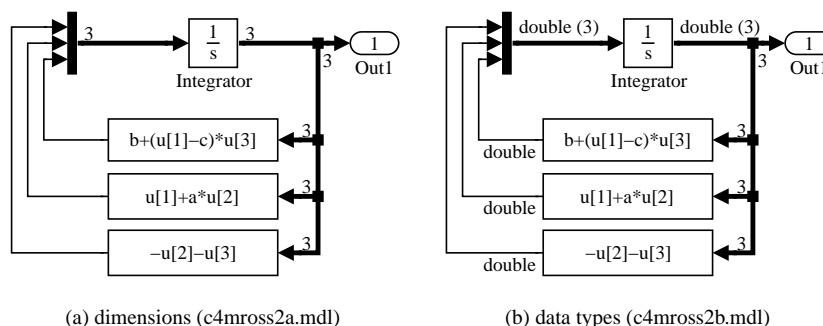 3
1
s
Integrator
3
3
1
Out1
b+(u[1]−c)*u[3]
3
u[1]+a*u[2]
3
−u[2]−u[3]
3
(a) dimensions (c4mross2a.mdl)
double (3)
1
s
Integrator
double (3)
3
1
Out1
b+(u[1]−c)*u[3]
3
double
u[1]+a*u[2]
3
double
−u[2]−u[3]
3
double
(b) data types (c4mross2b.mdl)